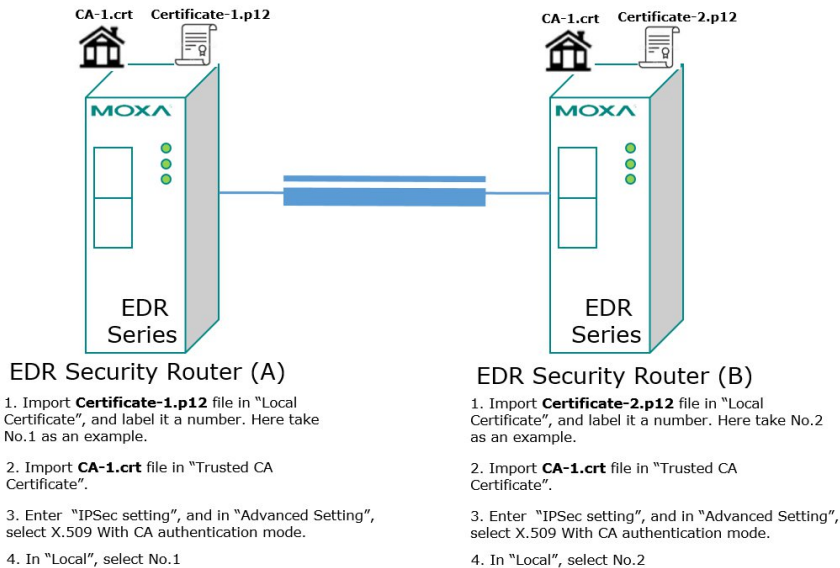 CA-1.crt Certificate-1.p12
MOXA
EDR
Series
EDR Security Router (A)
1. Import Certificate-1.p12 file in “Local
Certificate”, and label it a number. Here take
No.1 as an example.
2. Import CA-1.crt file in “Trusted CA
Certificate”.
3. Enter “IPSec setting”, and in “Advanced Setting”,
select X.509 With CA authentication mode.
4. In “Local”, select No.1
CA-1.crt Certificate-2.p12
MOXA
EDR
Series
EDR Security Router (B)
1. Import Certificate-2.p12 file in “Local
Certificate”, and label it a number. Here take No.2
as an example.
2. Import CA-1.crt file in “Trusted CA
Certificate”.
3. Enter “IPSec setting”, and in “Advanced Setting”,
select X.509 With CA authentication mode.
4. In “Local”, select No.2